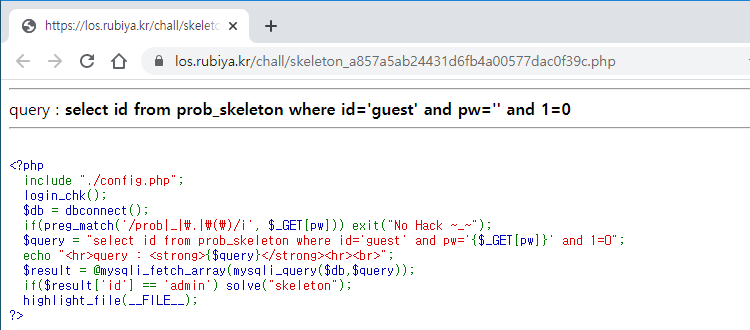 https://los.rubiya.kr/chall/skelet
los.rubiya.kr/chall/skeleton_a857a5ab24431d6fb4a00577dac0f39c.php
query : select id from prob_skeleton where id='guest' and pw='' and 1=0
<?php
include "./config.php";
login_chk();
$db = dbconnect();
if(preg_match('/prob|_|₩.|₩(₩)/i', $_GET[pw])) exit("No Hack ~_~");
$query = "select id from prob_skeleton where id='guest' and pw='{$_GET[pw]}' and 1=0";
echo "<hr>query : <strong>{$query}</strong><hr><br>";
$result = @mysqli_fetch_array(mysqli_query($db,$query));
if($result['id'] == 'admin') solve("skeleton");
highlight_file(__FILE__);
?>